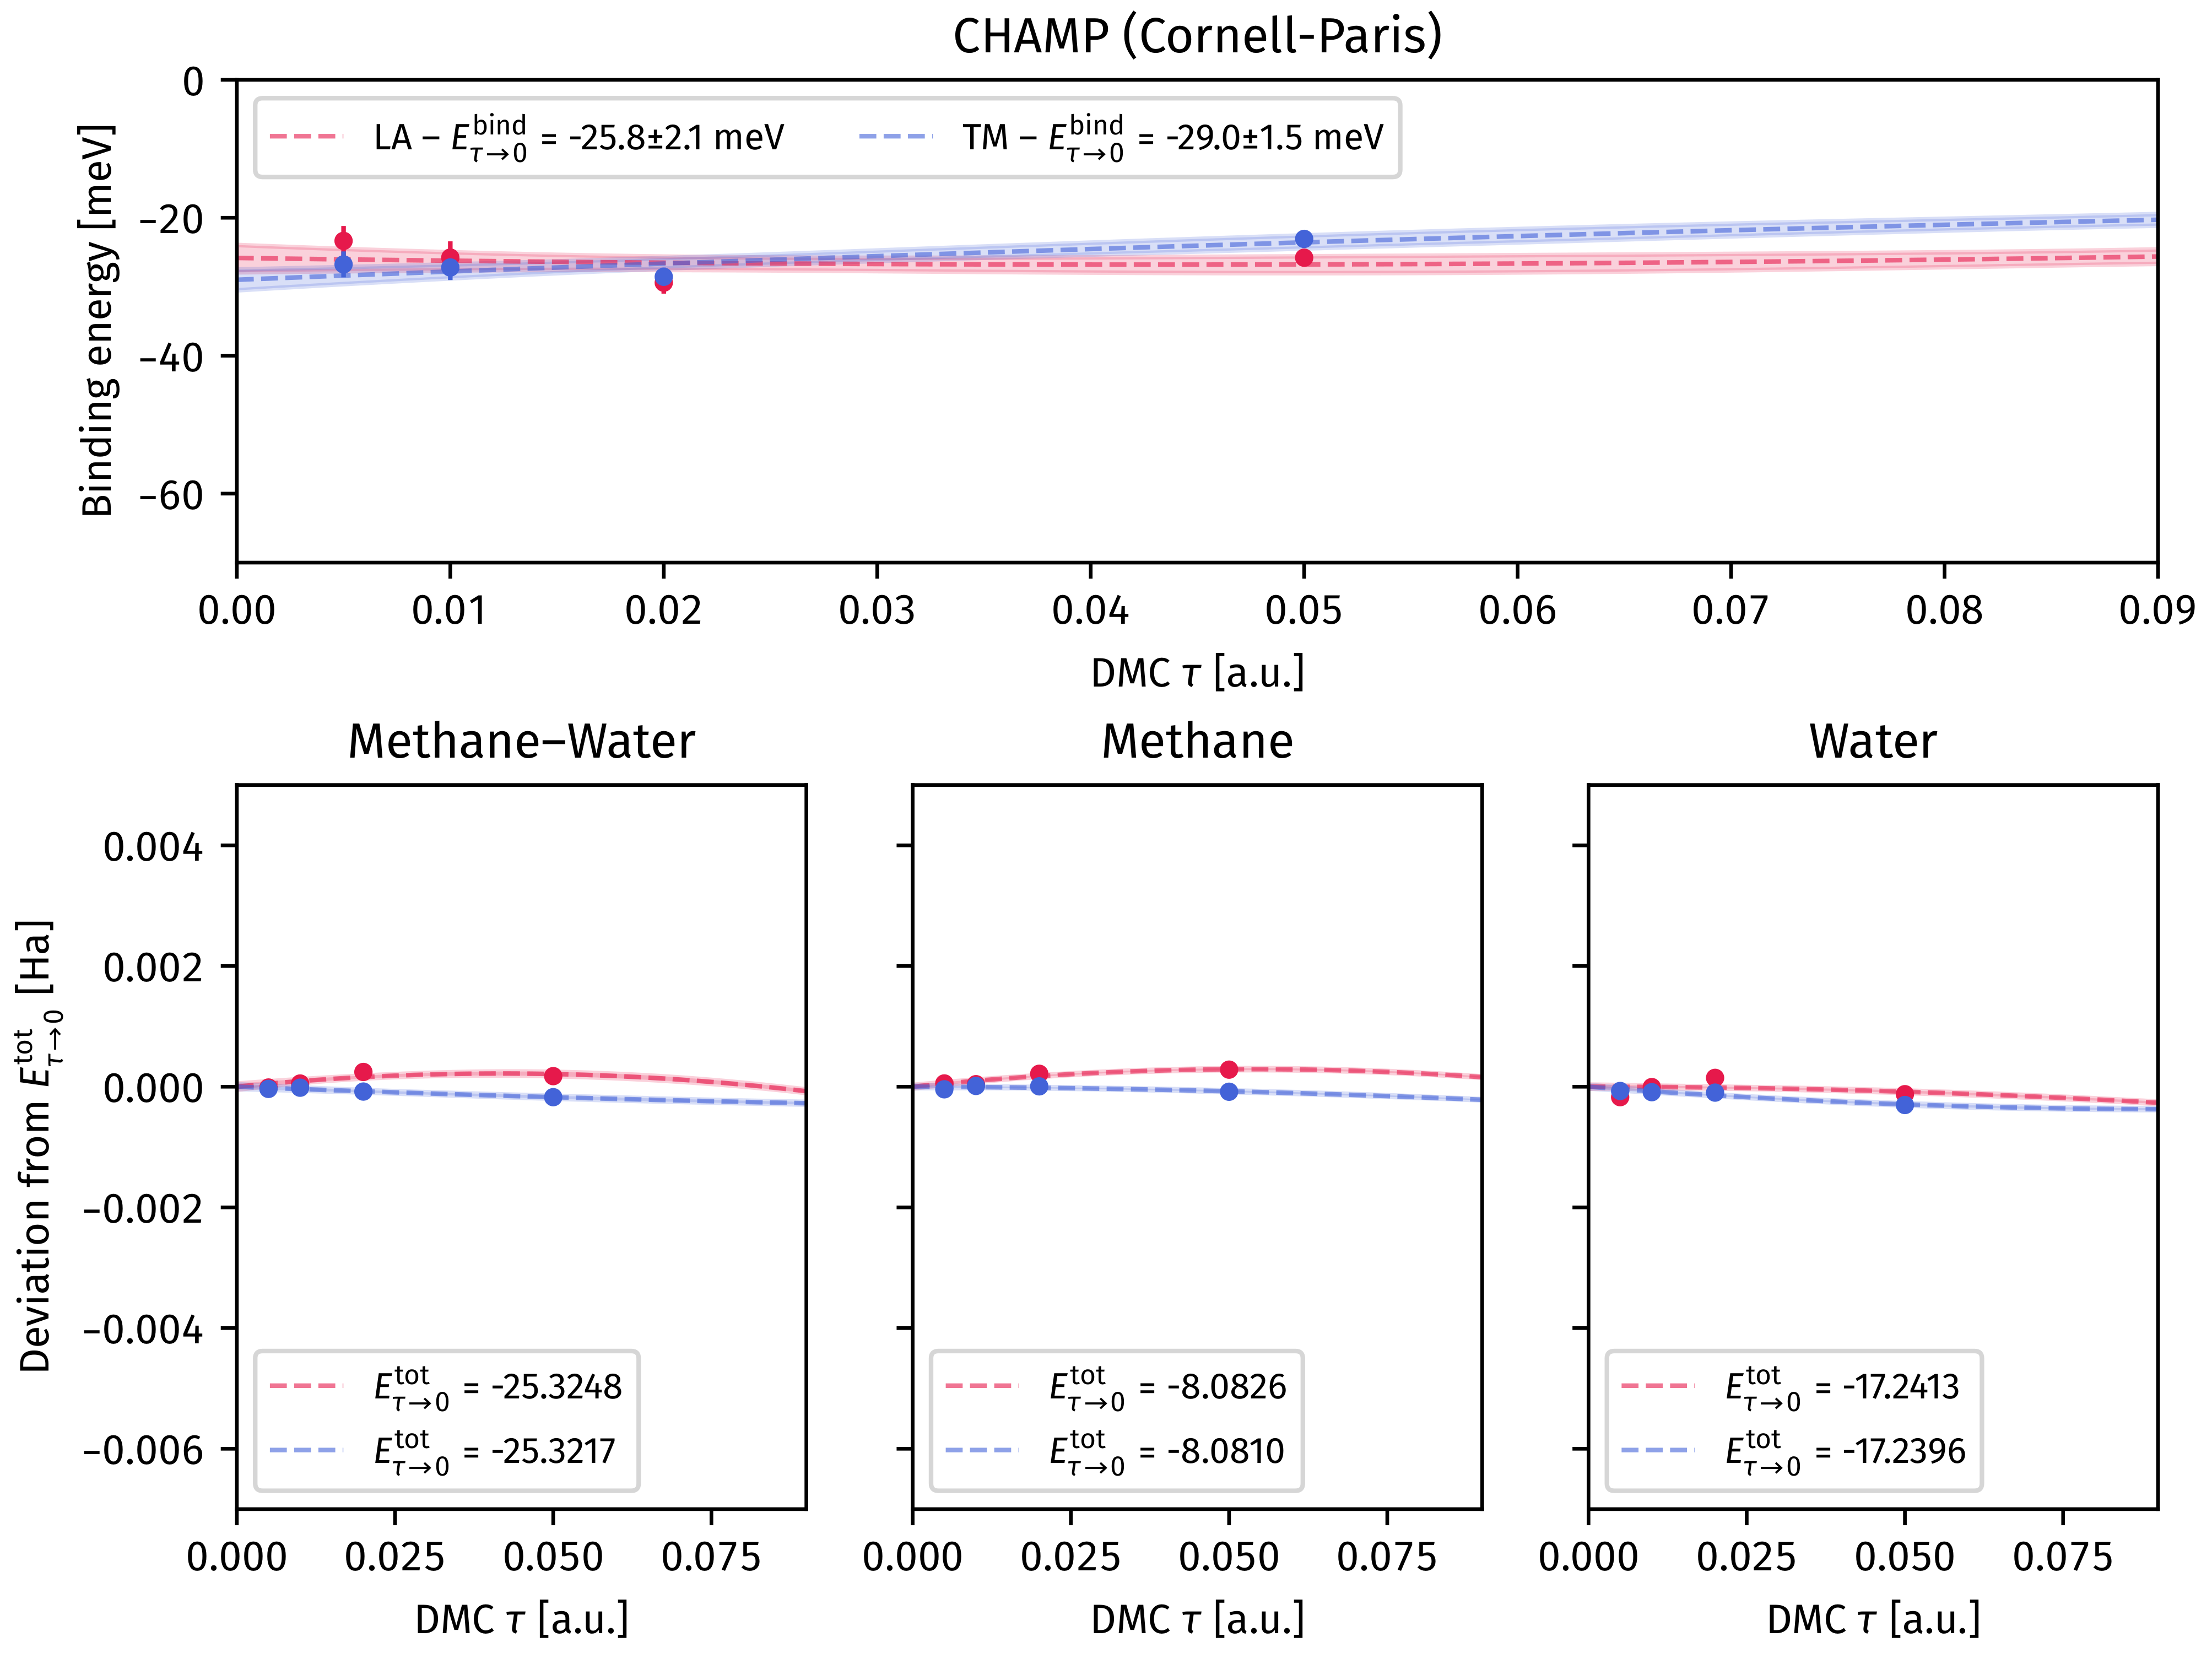 CHAMP (Cornell-Paris)
0
-20
-40
-60
Binding energy [meV]
LA – E^bind_τ→0 = -25.8±2.1 meV
TM – E^bind_τ→0 = -29.0±1.5 meV
0.00 0.01 0.02 0.03 0.04 0.05 0.06 0.07 0.08 0.09
DMC τ [a.u.]
Methane–Water
Methane
Water
0.004
0.002
0.000
-0.002
-0.004
-0.006
Deviation from E^tot_τ→0 [Ha]
E^tot_τ→0 = -25.3248
E^tot_τ→0 = -25.3217
E^tot_τ→0 = -8.0826
E^tot_τ→0 = -8.0810
E^tot_τ→0 = -17.2413
E^tot_τ→0 = -17.2396
0.000 0.025 0.050 0.075
0.000 0.025 0.050 0.075
0.000 0.025 0.050 0.075
DMC τ [a.u.]
DMC τ [a.u.]
DMC τ [a.u.]